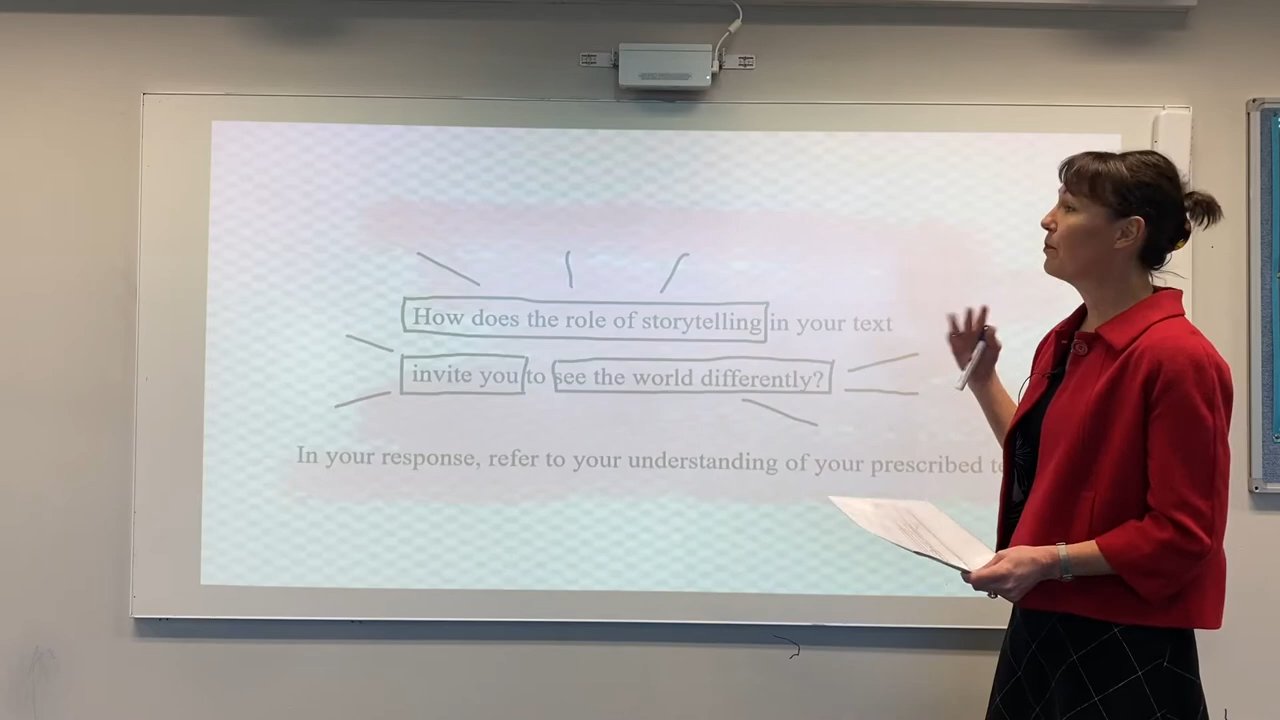 How does the role of storytelling in your text
invite you to see the world differently?
In your response, refer to your understanding of your prescribed